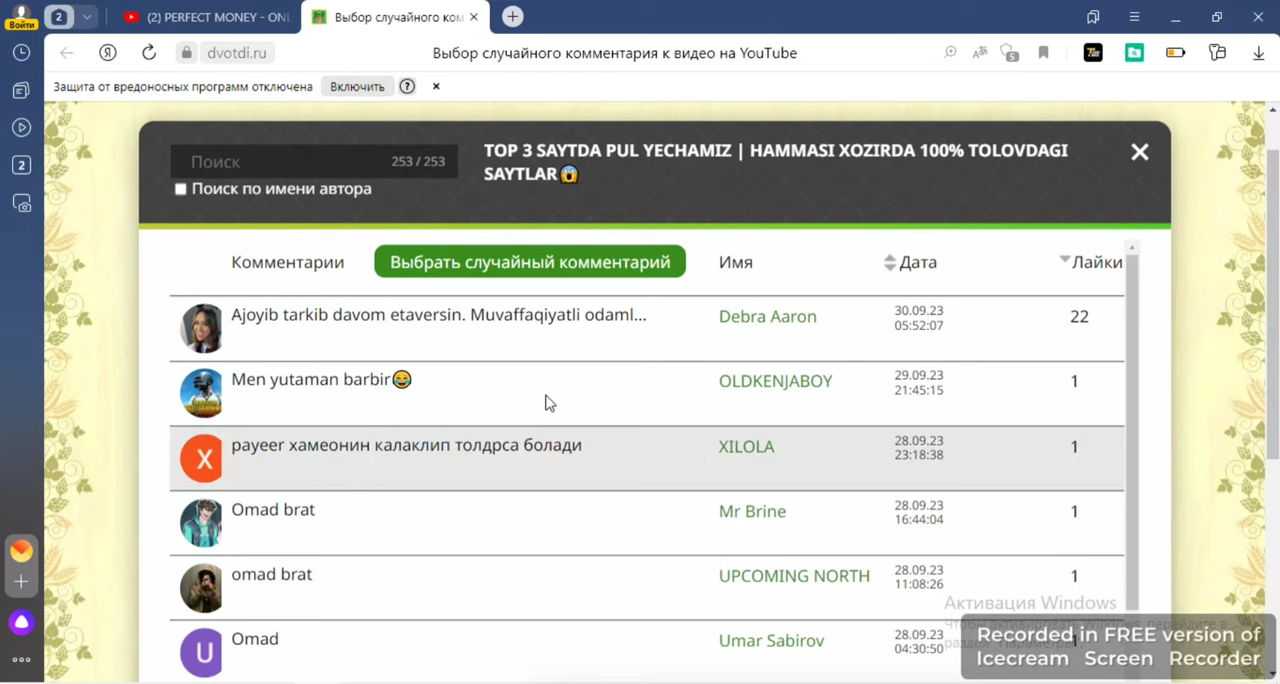 Войти
2
(2) PERFECT MONEY - ONL
Выбор случайного ком
dvotdi.ru
Выбор случайного комментария к видео на YouTube
5
Защита от вредоносных программ отключена
Включить
?
2
Поиск
253 / 253
Поиск по имени автора
TOP 3 SAYTDA PUL YECHAMIZ | HAMMASI XOZIRDA 100% TOLOVDAGI
SAYTLAR😱
Комментарии
Выбрать случайный комментарий
Имя
Дата
Лайки
Ajoyib tarkib davom etaversin. Muvaffaqiyatli odaml...
Debra Aaron
30.09.23
05:52:07
22
Men yutaman barbir😂
OLDKENJABOY
29.09.23
21:45:15
1
X
payeer хамеонин калаклип толдрса болади
XILOLA
28.09.23
23:18:38
1
Omad brat
Mr Brine
28.09.23
16:44:04
1
omad brat
UPCOMING NORTH
28.09.23
11:08:26
1
U
Omad
Umar Sabirov
28.09.23
04:30:50
Активация Windows
Recorded in FREE version of
Icecream Screen Recorder